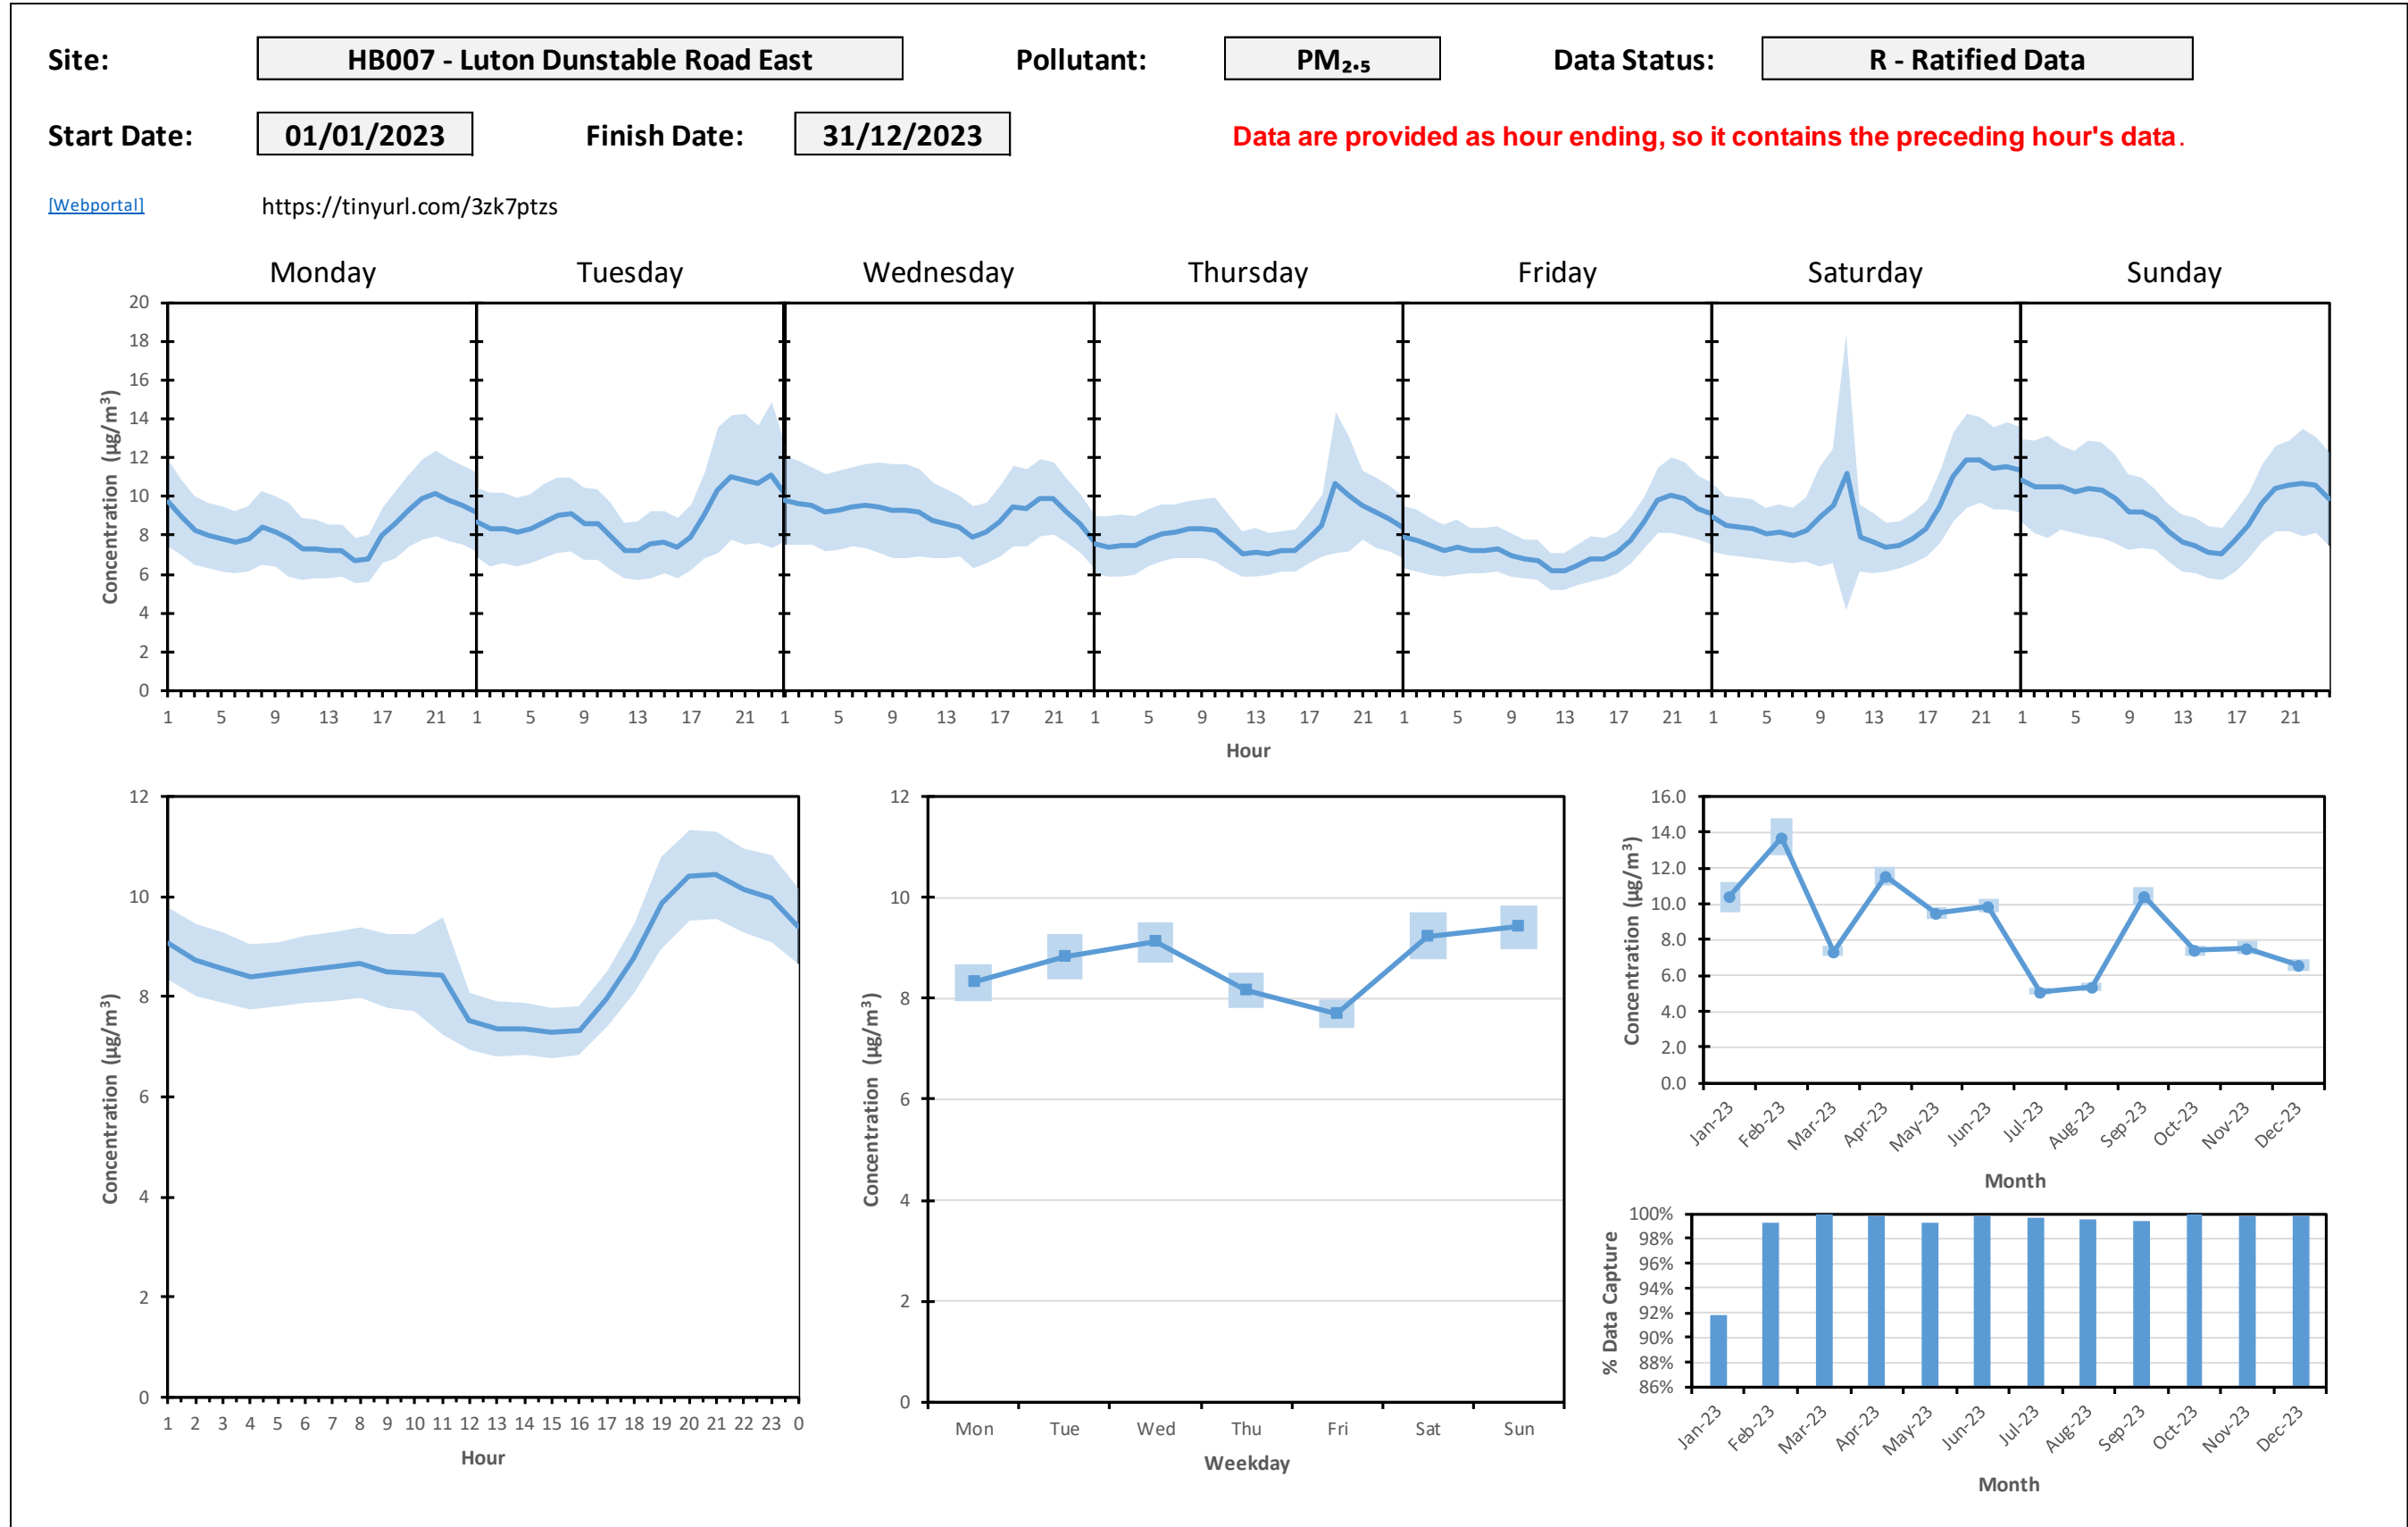 Site: HB007 - Luton Dunstable Road East Pollutant: PM₂.₅ Data Status: R - Ratified Data
Start Date: 01/01/2023 Finish Date: 31/12/2023 Data are provided as hour ending, so it contains the preceding hour's data.
[Webportal] https://tinyurl.com/3zk7ptzs
Monday Tuesday Wednesday Thursday Friday Saturday Sunday
Concentration (µg/m³)
20
18
16
14
12
10
8
6
4
2
0
1 5 9 13 17 21 1 5 9 13 17 21 1 5 9 13 17 21 1 5 9 13 17 21 1 5 9 13 17 21 1 5 9 13 17 21 1 5 9 13 17 21
Hour
Concentration (µg/m³)
12
10
8
6
4
2
0
1 2 3 4 5 6 7 8 9 10 11 12 13 14 15 16 17 18 19 20 21 22 23 0
Hour
Concentration (µg/m³)
12
10
8
6
4
2
0
Mon Tue Wed Thu Fri Sat Sun
Weekday
Concentration (µg/m³)
16.0
14.0
12.0
10.0
8.0
6.0
4.0
2.0
0.0
Jan-23 Feb-23 Mar-23 Apr-23 May-23 Jun-23 Jul-23 Aug-23 Sep-23 Oct-23 Nov-23 Dec-23
Month
% Data Capture
100%
98%
96%
94%
92%
90%
88%
86%
Jan-23 Feb-23 Mar-23 Apr-23 May-23 Jun-23 Jul-23 Aug-23 Sep-23 Oct-23 Nov-23 Dec-23
Month